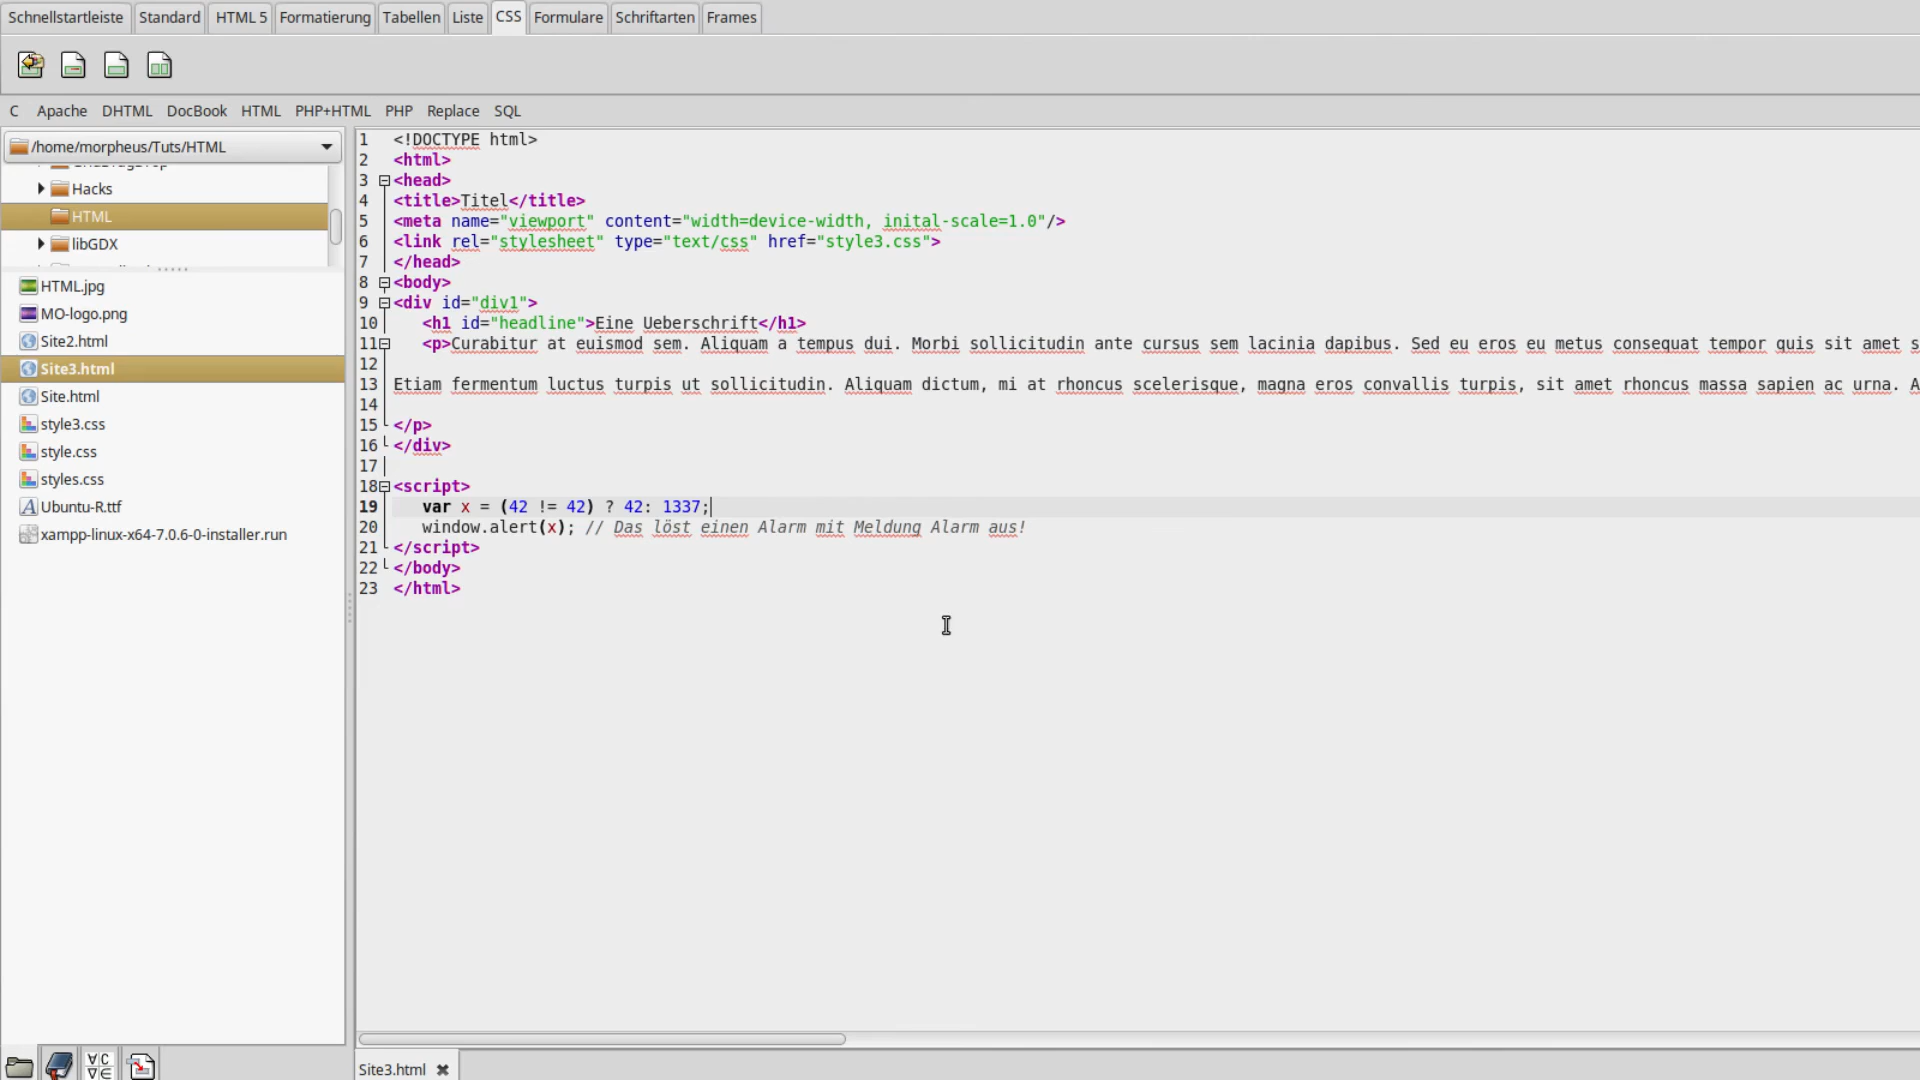 Schnellstartleiste Standard HTML 5 Formatierung Tabellen Liste CSS Formulare Schriftarten Frames
C Apache DHTML DocBook HTML PHP+HTML PHP Replace SQL
/home/morpheus/Tuts/HTML
Hacks
HTML
libGDX
HTML.jpg
MO-logo.png
Site2.html
Site3.html
Site.html
style3.css
style.css
styles.css
Ubuntu-R.ttf
xampp-linux-x64-7.0.6-0-installer.run
1 <!DOCTYPE html>
2 <html>
3 <head>
4 <title>Titel</title>
5 <meta name="viewport" content="width=device-width, inital-scale=1.0"/>
6 <link rel="stylesheet" type="text/css" href="style3.css">
7 </head>
8 <body>
9 <div id="div1">
10 <h1 id="headline">Eine Ueberschrift</h1>
11 <p>Curabitur at euismod sem. Aliquam a tempus dui. Morbi sollicitudin ante cursus sem lacinia dapibus. Sed eu eros eu metus consequat tempor quis sit amet s
12
13 Etiam fermentum luctus turpis ut sollicitudin. Aliquam dictum, mi at rhoncus scelerisque, magna eros convallis turpis, sit amet rhoncus massa sapien ac urna. A
14
15 </p>
16 </div>
17
18 <script>
19 var x = (42 != 42) ? 42: 1337;
20 window.alert(x); // Das löst einen Alarm mit Meldung Alarm aus!
21 </script>
22 </body>
23 </html>
Site3.html